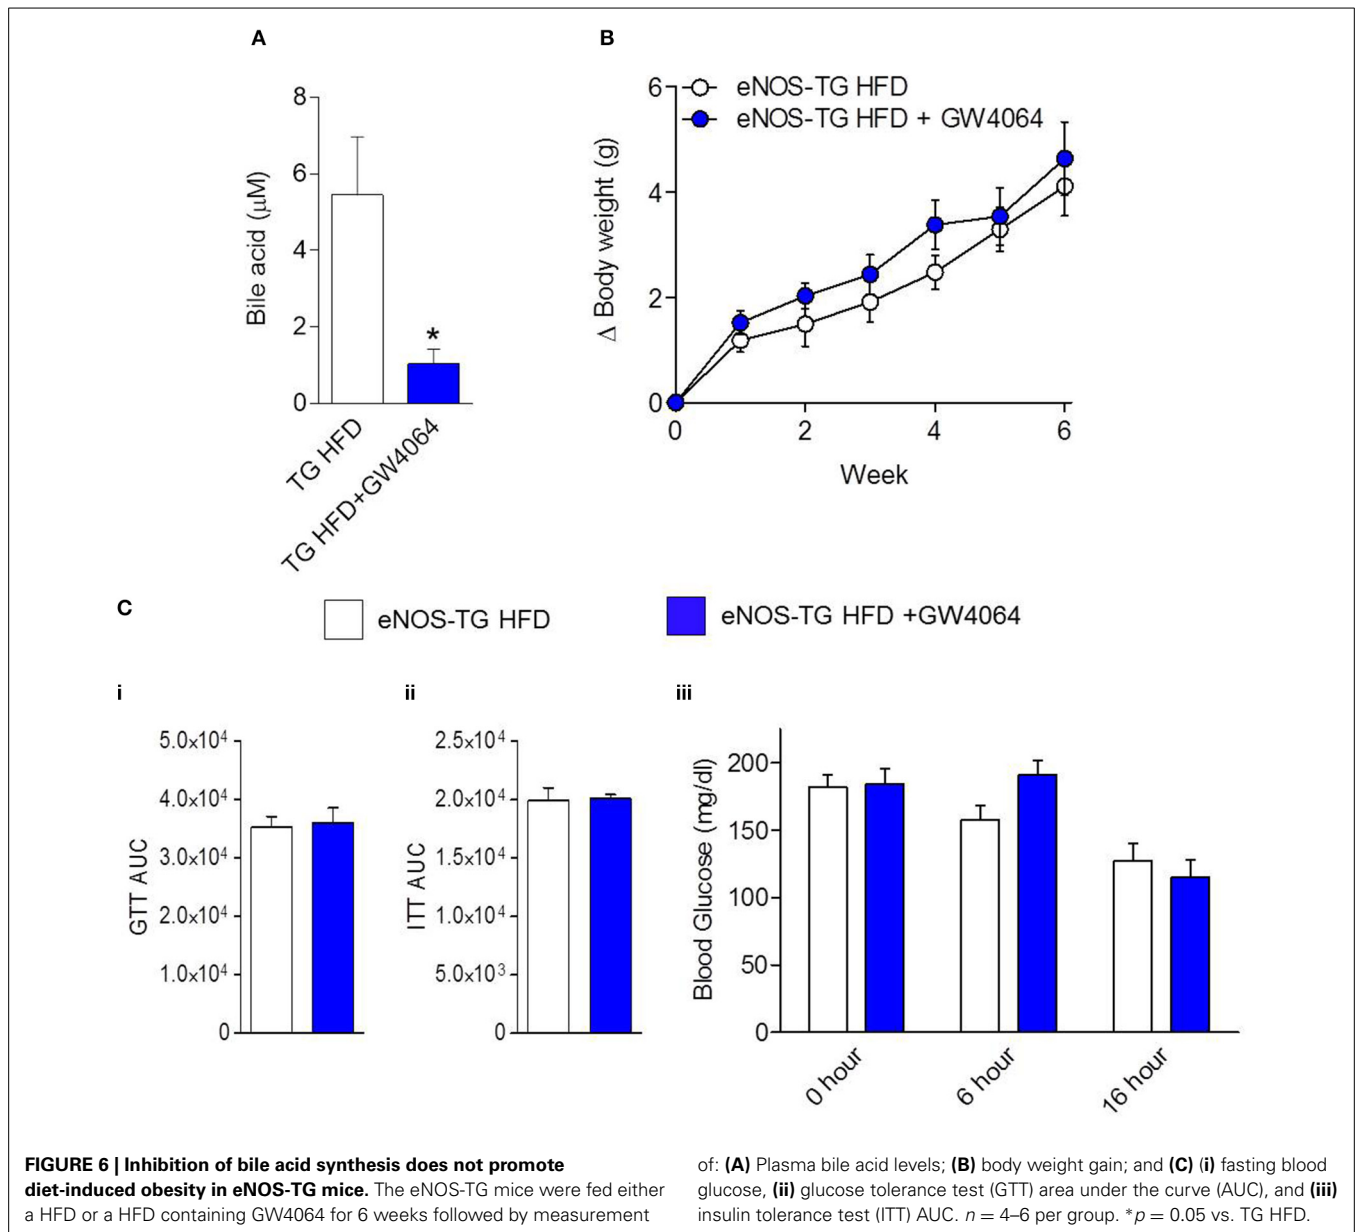 A
8
6
4
2
0
Bile acid (μM)
*
TG HFD
TG HFD+GW4064
B
eNOS-TG HFD
eNOS-TG HFD + GW4064
6
4
2
0
Δ Body weight (g)
0 2 4 6
Week
C
eNOS-TG HFD
eNOS-TG HFD +GW4064
i
5.0x10⁴
4.0x10⁴
3.0x10⁴
2.0x10⁴
1.0x10⁴
0
GTT AUC
ii
2.5x10⁴
2.0x10⁴
1.5x10⁴
1.0x10⁴
5.0x10³
0
ITT AUC
iii
200
150
100
50
0
Blood Glucose (mg/dl)
0 hour
6 hour
16 hour
FIGURE 6 | Inhibition of bile acid synthesis does not promote
diet-induced obesity in eNOS-TG mice. The eNOS-TG mice were fed either
a HFD or a HFD containing GW4064 for 6 weeks followed by measurement
of: (A) Plasma bile acid levels; (B) body weight gain; and (C) (i) fasting blood
glucose, (ii) glucose tolerance test (GTT) area under the curve (AUC), and (iii)
insulin tolerance test (ITT) AUC. n = 4–6 per group. *p = 0.05 vs. TG HFD.